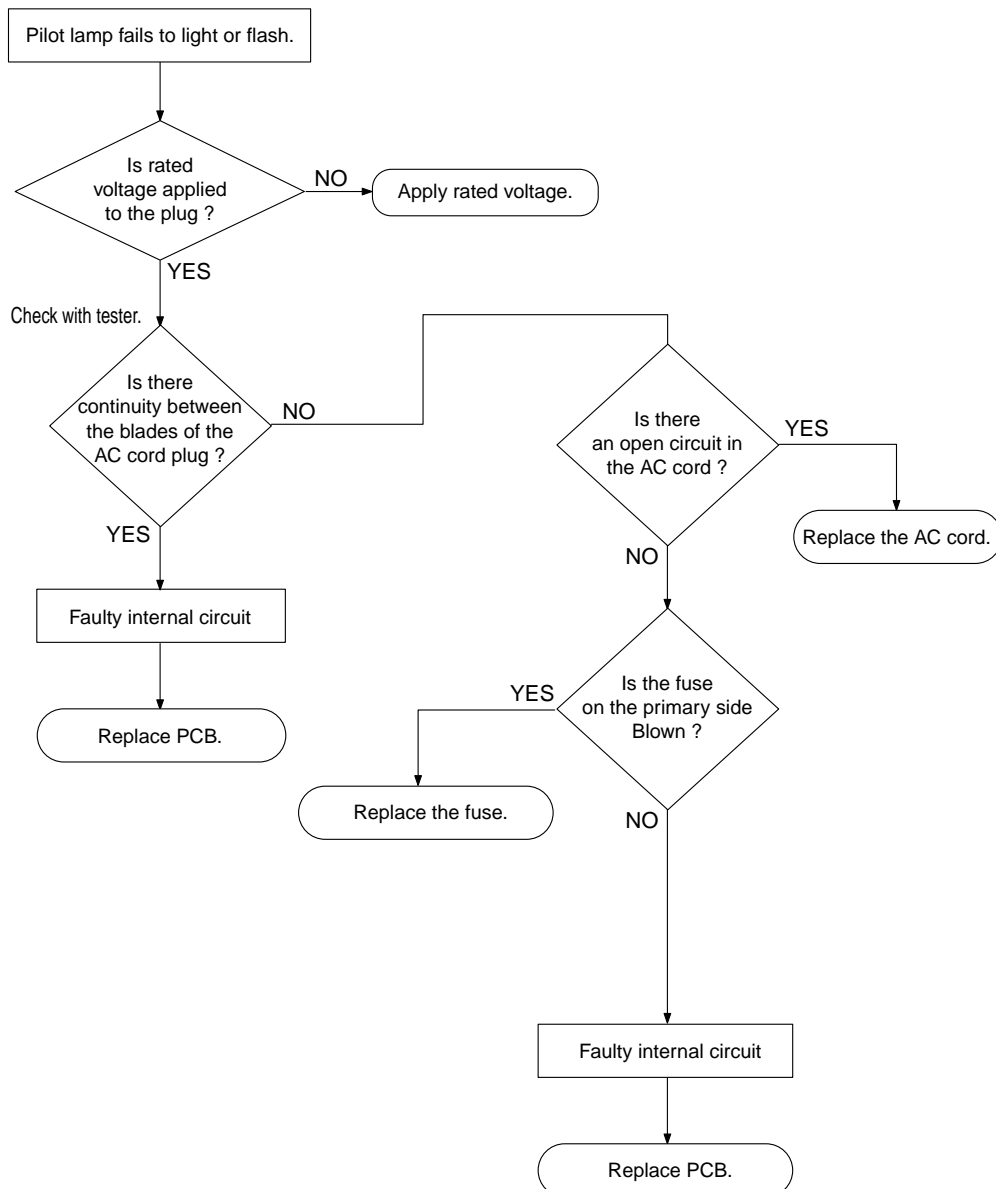 Pilot lamp fails to light or flash.
Is rated
voltage applied
to the plug ?
NO
Apply rated voltage.
YES
Check with tester.
Is there
continuity between
the blades of the
AC cord plug ?
NO
Is there
an open circuit in
the AC cord ?
YES
Replace the AC cord.
YES
NO
Faulty internal circuit
Is the fuse
on the primary side
Blown ?
YES
Replace PCB.
Replace the fuse.
NO
Faulty internal circuit
Replace PCB.